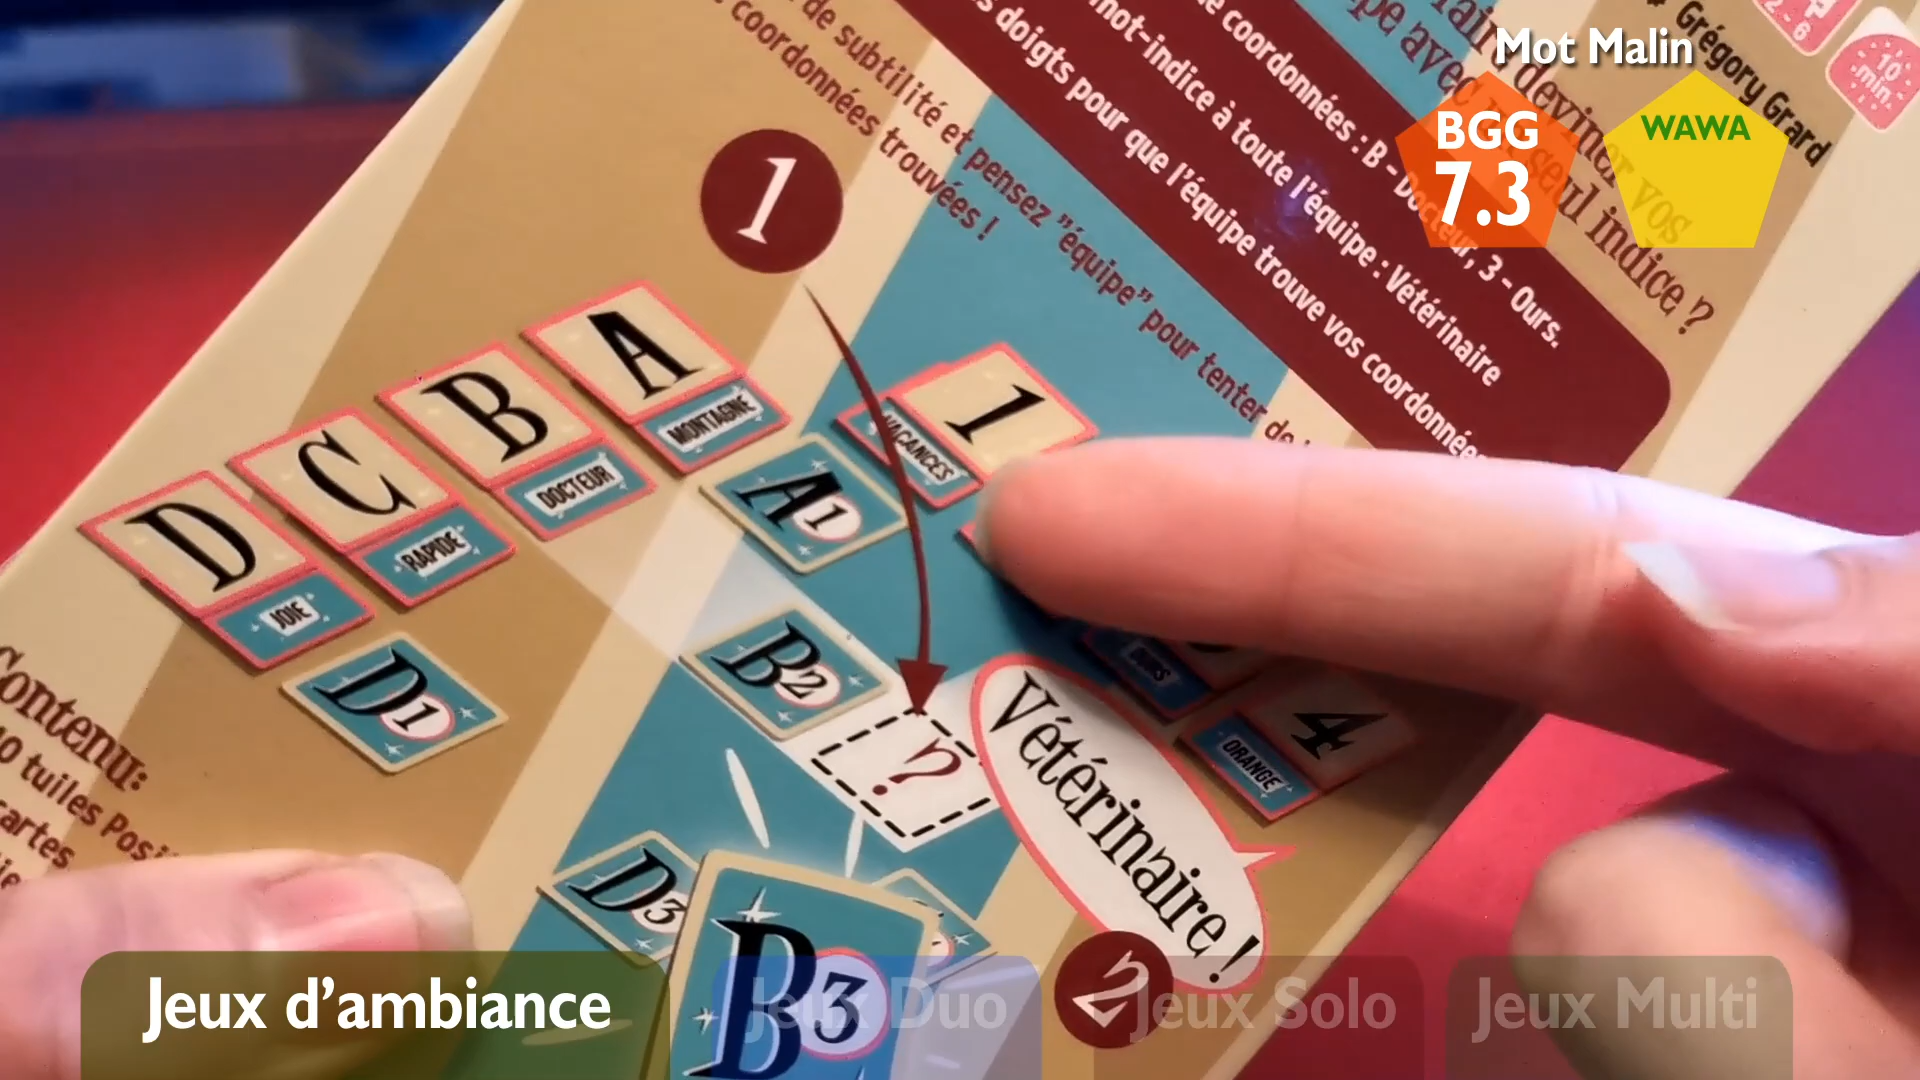 Mot Malin
BGG
7.3
WAWA
Grégory Grard
2 - 6
10
min.
deviner vos
seul indice ?
coordonnées : B - Docteur, 3 - Ours.
mot-indice à toute l'équipe : Vétérinaire
doigts pour que l'équipe trouve vos coordonnées
de subtilité et pensez "équipe" pour tenter de
coordonnées trouvées !
1
A
MONTAGNE
B
DOCTEUR
C
RAPIDE
D
JOIE
1
VACANCES
A1
B2
D1
OURS
4
ORANGE
?
Vétérinaire !
Contenu:
tuiles
cartes
D3
B3
2
Jeux d'ambiance
Jeux Duo
Jeux Solo
Jeux Multi